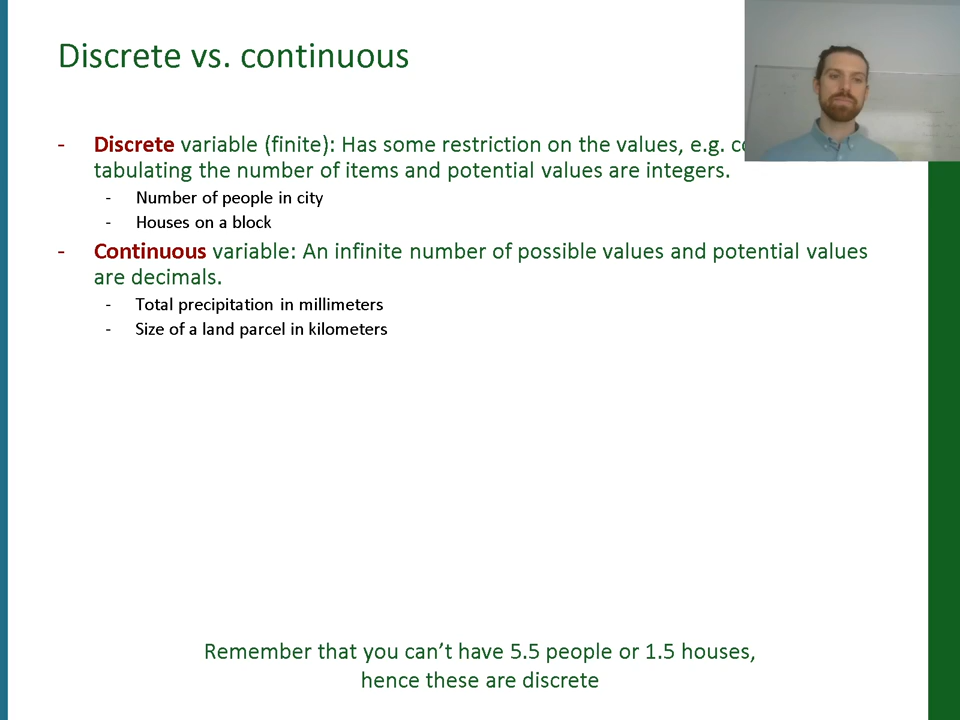 Discrete vs. continuous
- Discrete variable (finite): Has some restriction on the values, e.g.
tabulating the number of items and potential values are integers.
- Number of people in city
- Houses on a block
- Continuous variable: An infinite number of possible values and potential values
are decimals.
- Total precipitation in millimeters
- Size of a land parcel in kilometers
Remember that you can’t have 5.5 people or 1.5 houses,
hence these are discrete